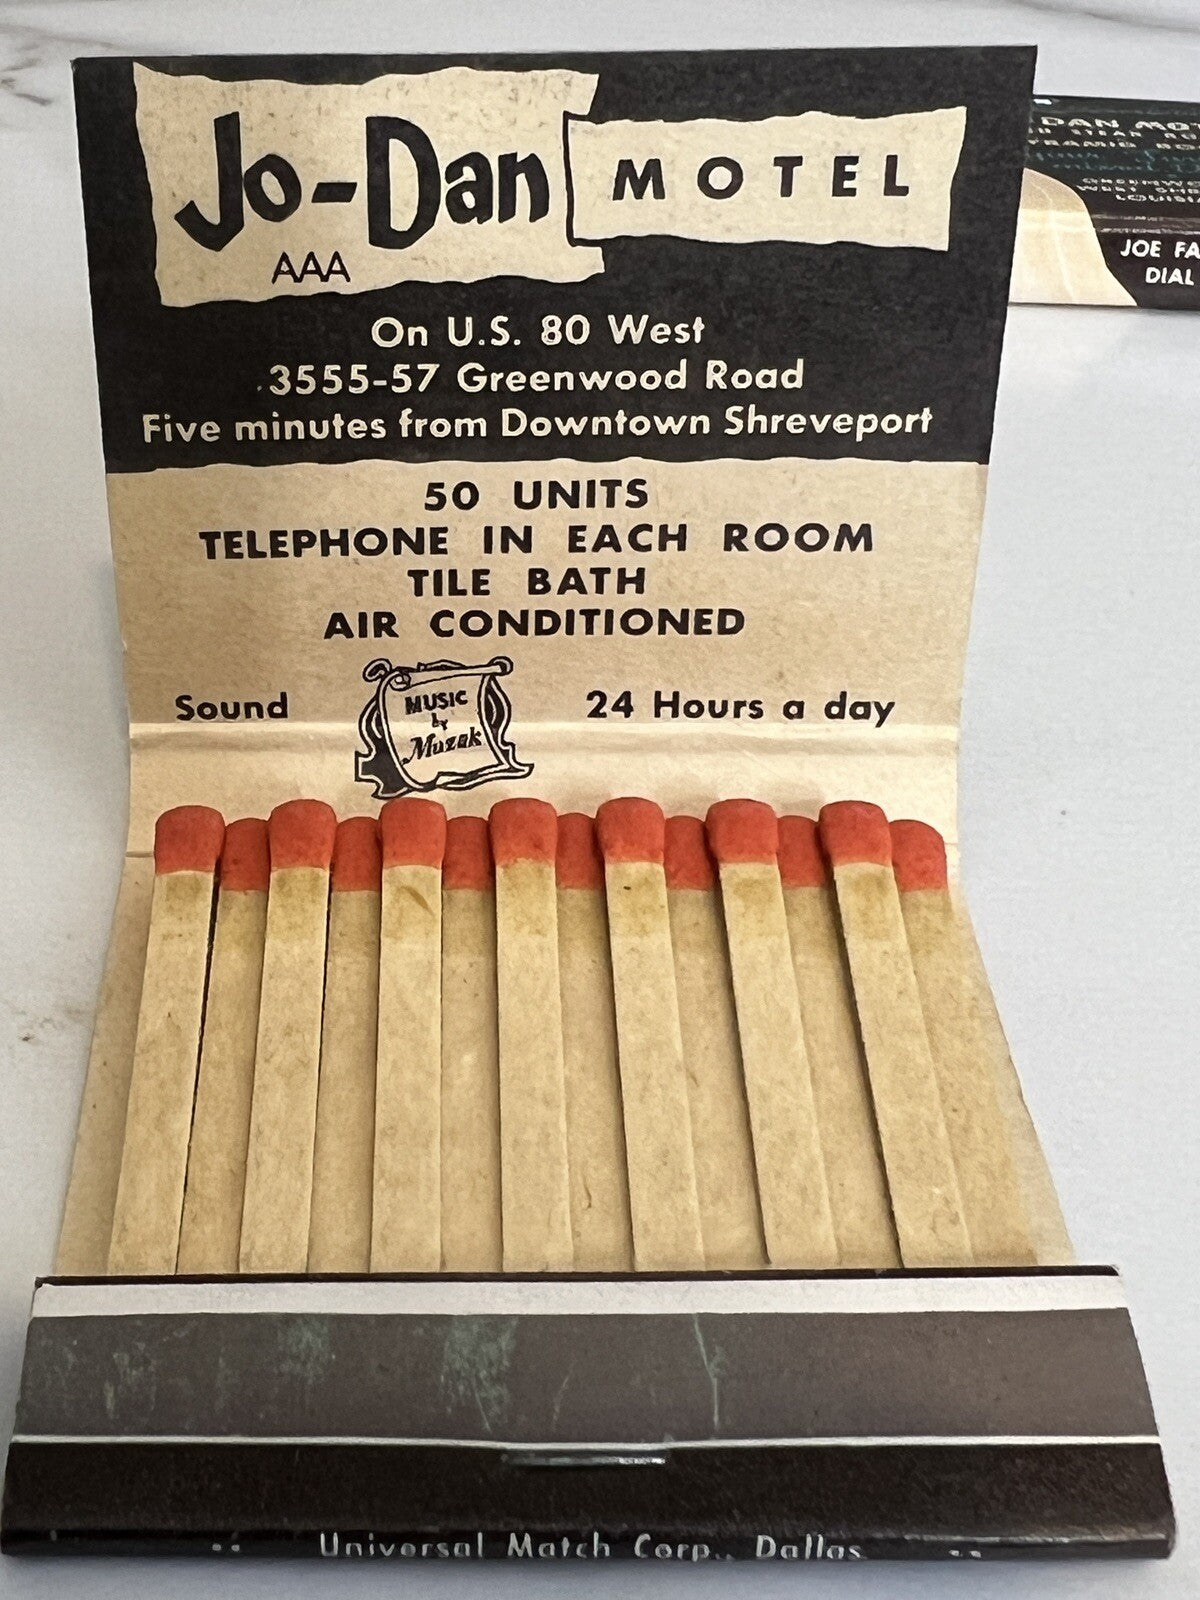 Jo-Dan MOTEL
AAA
On U.S. 80 West
3555-57 Greenwood Road
Five minutes from Downtown Shreveport
50 UNITS
TELEPHONE IN EACH ROOM
TILE BATH
AIR CONDITIONED
Sound
MUSIC
by
Muzak
24 Hours a day
Universal Match Corp., Dallas
DAN
JOE
DIAL